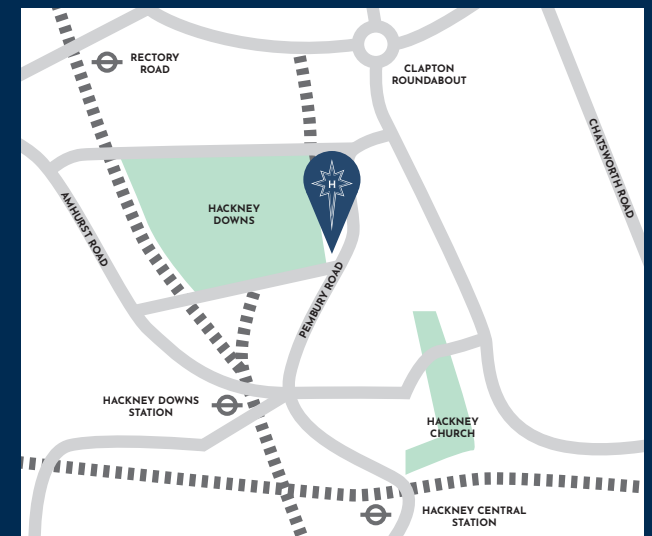 RECTORY
ROAD
CLAPTON
ROUNDABOUT
CHATSWORTH ROAD
H
AMHURST ROAD
HACKNEY
DOWNS
PEMBURY ROAD
HACKNEY DOWNS
STATION
HACKNEY
CHURCH
HACKNEY CENTRAL
STATION